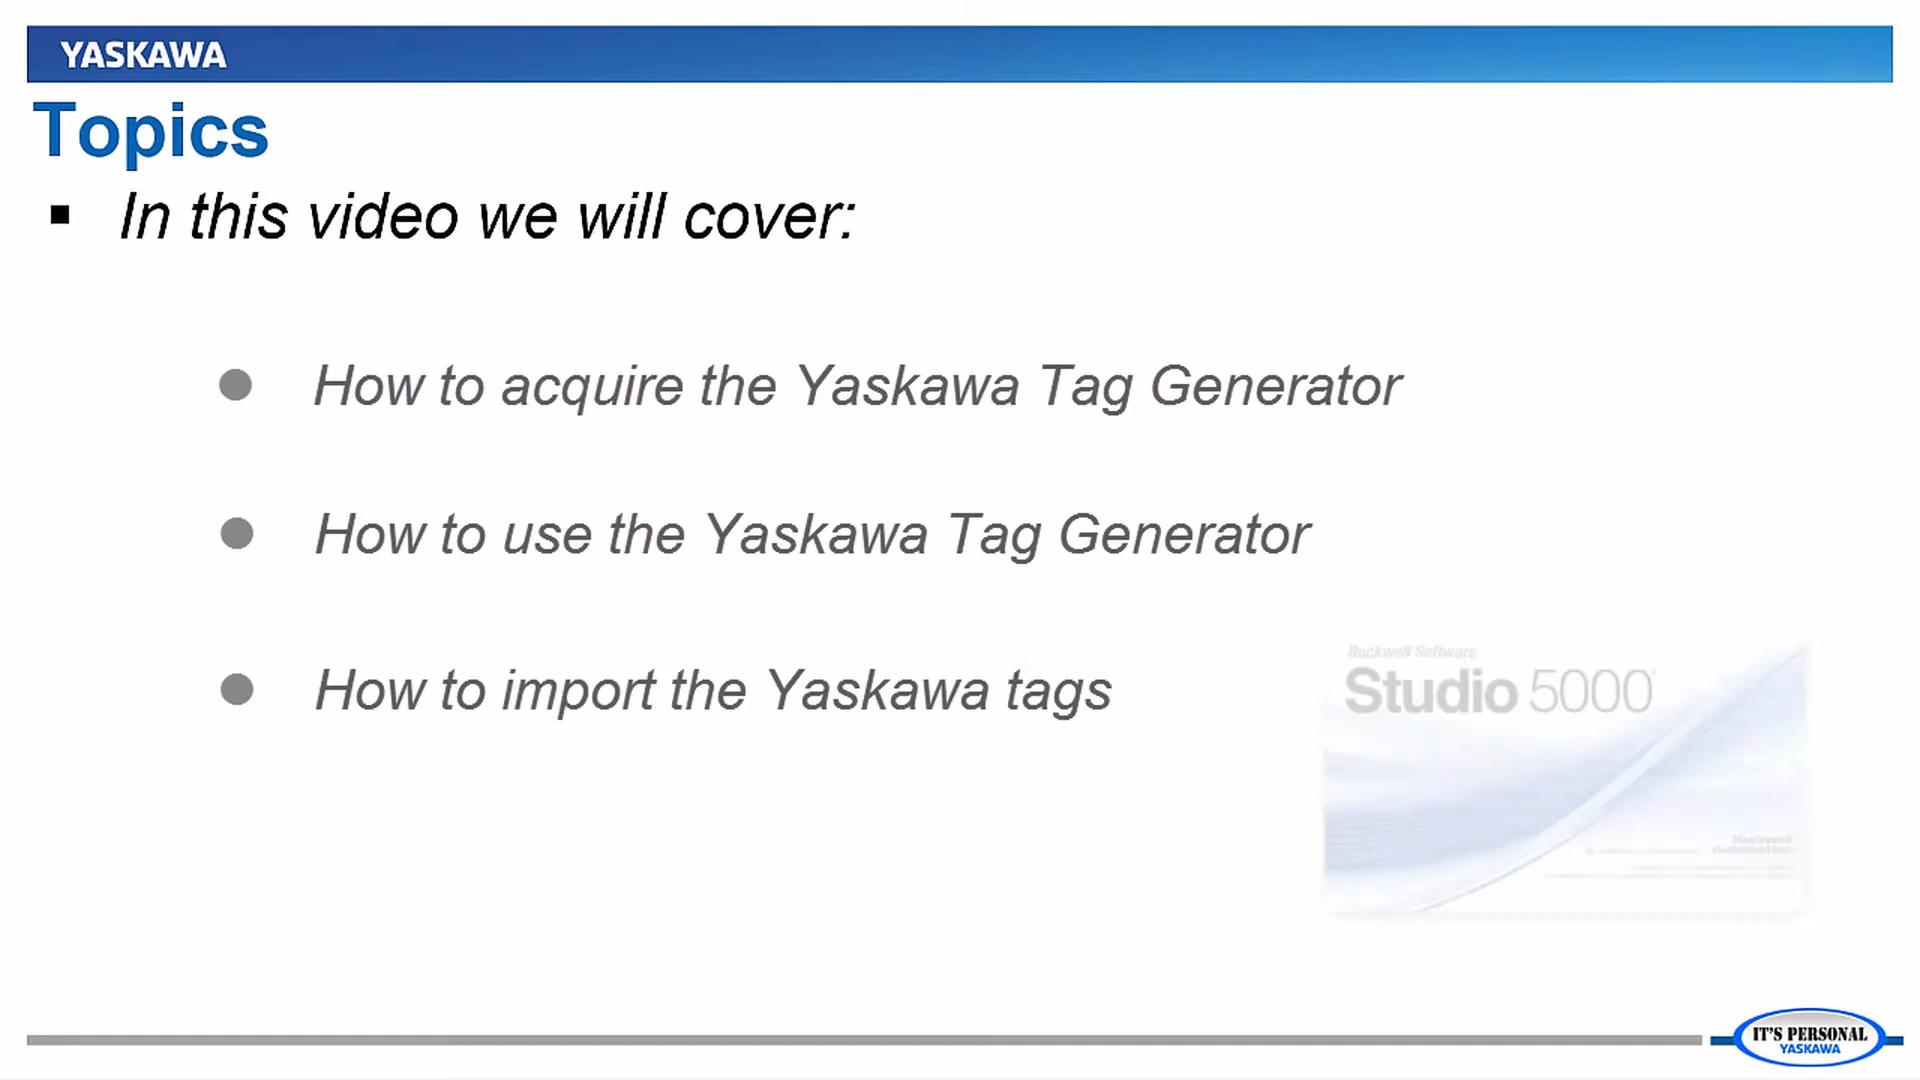 YASKAWA
Topics
In this video we will cover:
How to acquire the Yaskawa Tag Generator
How to use the Yaskawa Tag Generator
How to import the Yaskawa tags
Rockwell Software
Studio 5000
IT'S PERSONAL
YASKAWA